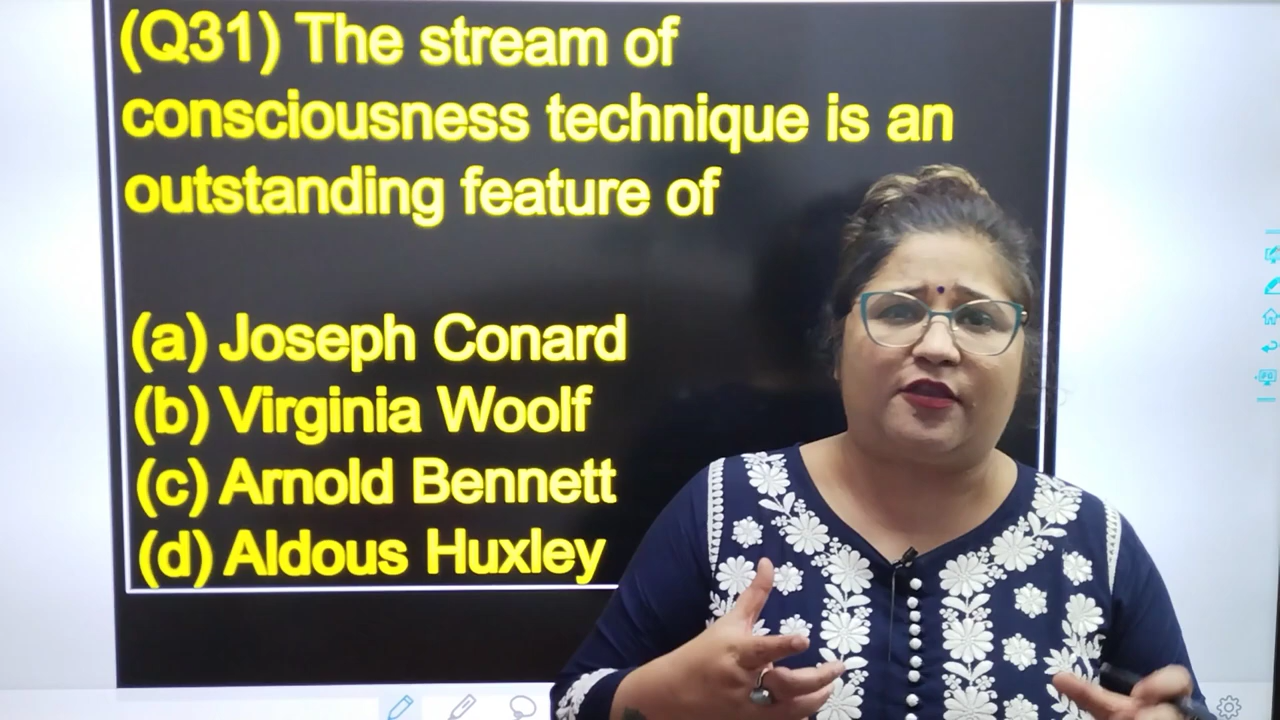 (Q31) The stream of
consciousness technique is an
outstanding feature of
(a) Joseph Conard
(b) Virginia Woolf
(c) Arnold Bennett
(d) Aldous Huxley